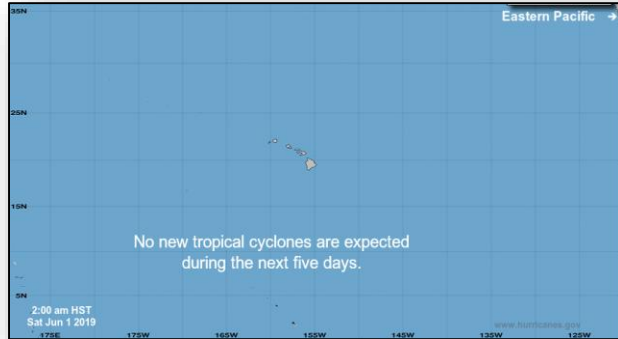 35N
Eastern Pacific →
25N
15N
No new tropical cyclones are expected
during the next five days.
5N
2:00 am HST
Sat Jun 1 2019
www.hurricanes.gov
175E 175W 165W 155W 145W 135W 125W